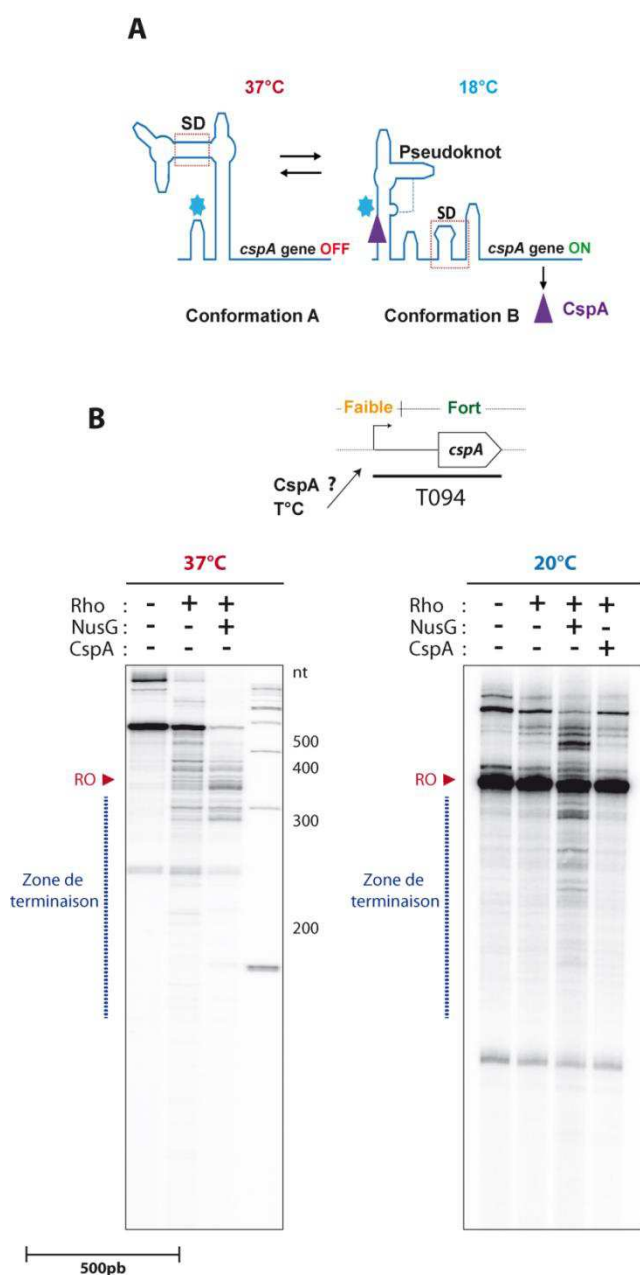 A
37°C 18°C
SD Pseudoknot
SD
cspA gene OFF cspA gene ON
Conformation A Conformation B CspA
B
Faible Fort
cspA
CspA ?
T°C
T094
37°C 20°C
Rho : - + + Rho : - + + +
NusG : - - + NusG : - - + -
CspA : - - - CspA : - - - +
nt
500
400
RO RO
300
Zone de Zone de
terminaison terminaison
200
500pb